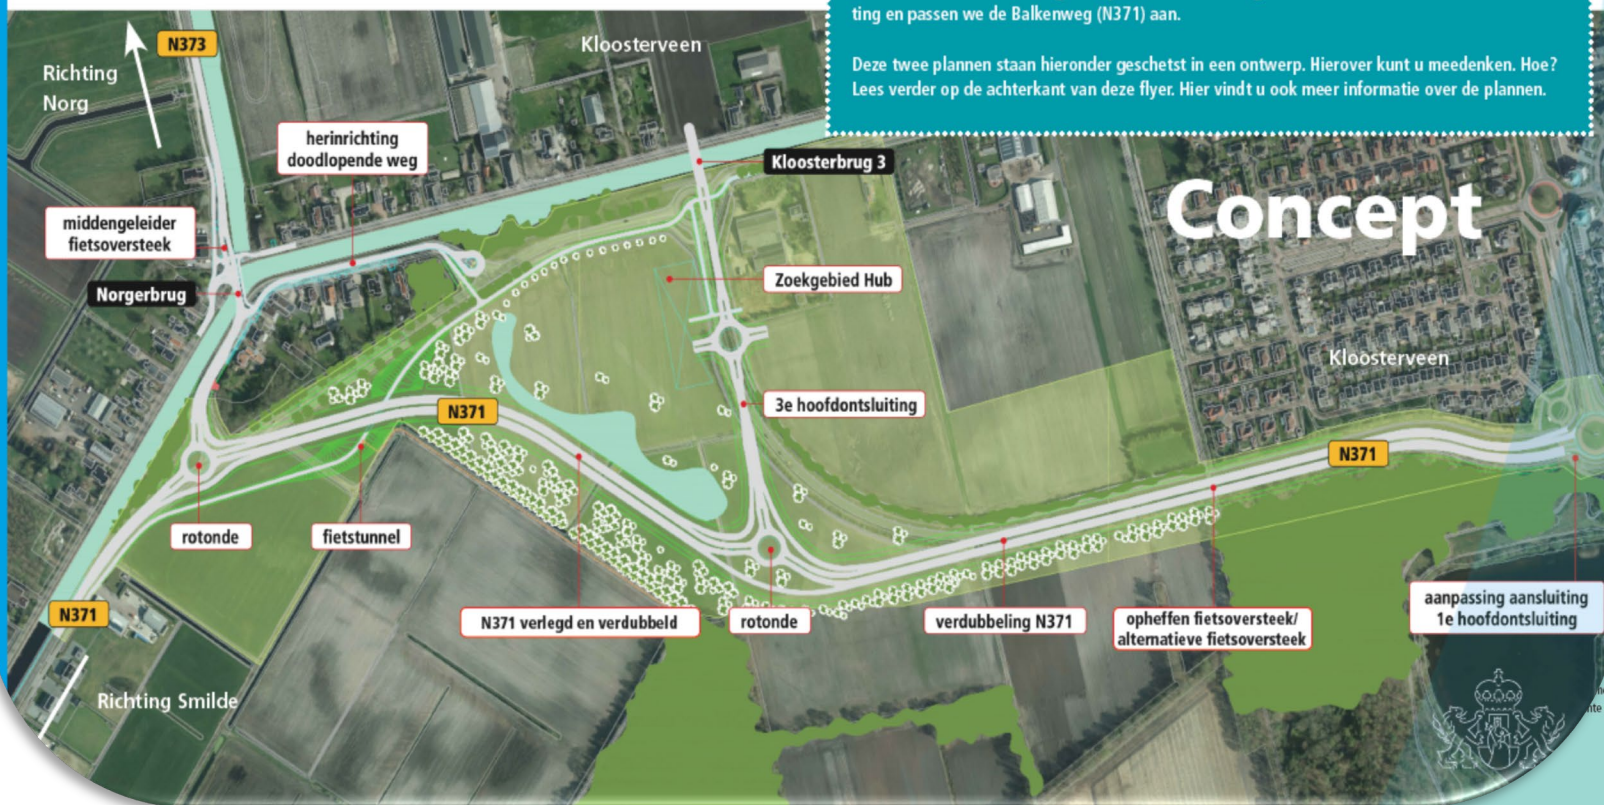 ting en passen we de Balkenweg (N371) aan.
Deze twee plannen staan hieronder geschetst in een ontwerp. Hierover kunt u meedenken. Hoe?
Lees verder op de achterkant van deze flyer. Hier vindt u ook meer informatie over de plannen.
N373
Richting
Norg
Kloosterveen
herinrichting
doodlopende weg
Kloosterbrug 3
Concept
middengeleider
fietsoversteek
Norgerbrug
Zoekgebied Hub
Kloosterveen
3e hoofdontsluiting
N371
N371
rotonde
fietstunnel
N371
N371 verlegd en verdubbeld
rotonde
verdubbeling N371
opheffen fietsoversteek/
alternatieve fietsoversteek
aanpassing aansluiting
1e hoofdontsluiting
Richting Smilde